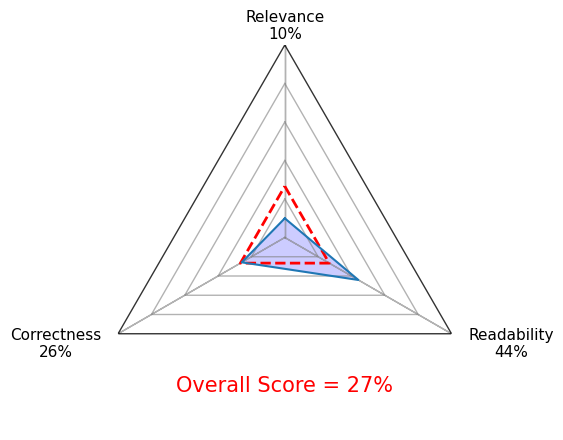 Relevance
10%
Correctness
26%
Readability
44%
Overall Score = 27%